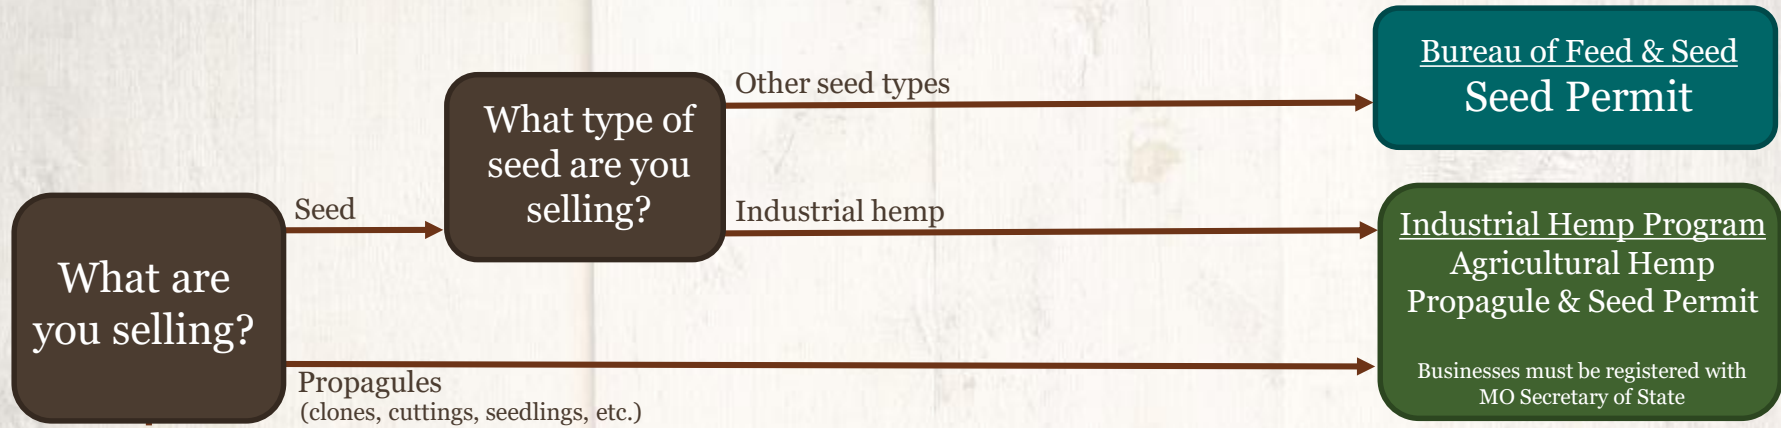 What are
you selling?
Seed
Propagules
(clones, cuttings, seedlings, etc.)
What type of
seed are you
selling?
Other seed types
Industrial hemp
Bureau of Feed & Seed
Seed Permit
Industrial Hemp Program
Agricultural Hemp
Propagule & Seed Permit
Businesses must be registered with
MO Secretary of State